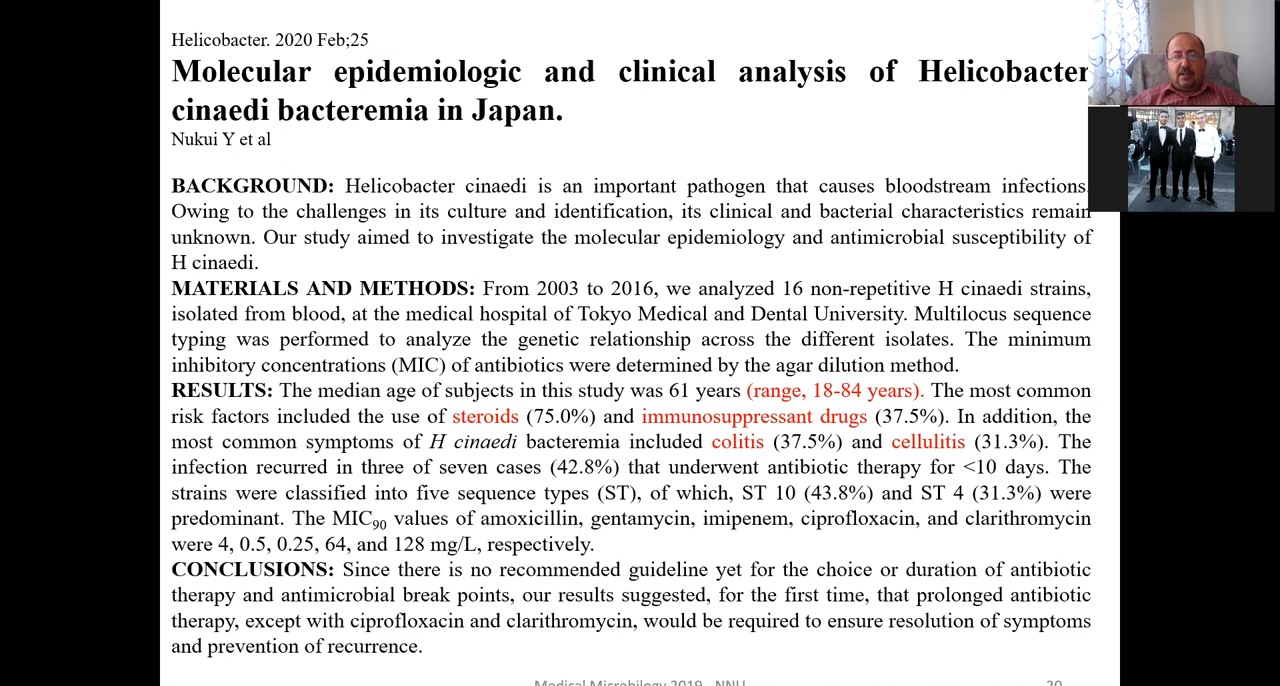 Helicobacter. 2020 Feb;25
Molecular epidemiologic and clinical analysis of Helicobacter
cinaedi bacteremia in Japan.
Nukui Y et al
BACKGROUND: Helicobacter cinaedi is an important pathogen that causes bloodstream infections.
Owing to the challenges in its culture and identification, its clinical and bacterial characteristics remain
unknown. Our study aimed to investigate the molecular epidemiology and antimicrobial susceptibility of
H cinaedi.
MATERIALS AND METHODS: From 2003 to 2016, we analyzed 16 non-repetitive H cinaedi strains,
isolated from blood, at the medical hospital of Tokyo Medical and Dental University. Multilocus sequence
typing was performed to analyze the genetic relationship across the different isolates. The minimum
inhibitory concentrations (MIC) of antibiotics were determined by the agar dilution method.
RESULTS: The median age of subjects in this study was 61 years (range, 18-84 years). The most common
risk factors included the use of steroids (75.0%) and immunosuppressant drugs (37.5%). In addition, the
most common symptoms of H cinaedi bacteremia included colitis (37.5%) and cellulitis (31.3%). The
infection recurred in three of seven cases (42.8%) that underwent antibiotic therapy for <10 days. The
strains were classified into five sequence types (ST), of which, ST 10 (43.8%) and ST 4 (31.3%) were
predominant. The MIC90 values of amoxicillin, gentamycin, imipenem, ciprofloxacin, and clarithromycin
were 4, 0.5, 0.25, 64, and 128 mg/L, respectively.
CONCLUSIONS: Since there is no recommended guideline yet for the choice or duration of antibiotic
therapy and antimicrobial break points, our results suggested, for the first time, that prolonged antibiotic
therapy, except with ciprofloxacin and clarithromycin, would be required to ensure resolution of symptoms
and prevention of recurrence.
Medical Microbilogy 2019 - NNU 20